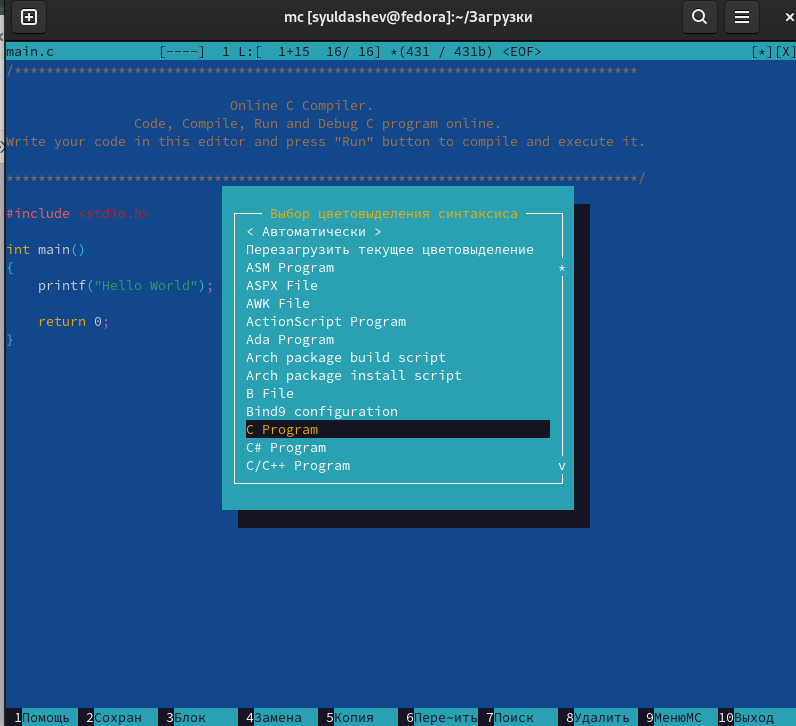 mc [syuldashev@fedora]:~/Загрузки
main.c [----] 1 L:[ 1+15 16/ 16] *(431 / 431b) <EOF> [*][X]
/******************************************************************************
Online C Compiler.
Code, Compile, Run and Debug C program online.
Write your code in this editor and press "Run" button to compile and execute it.
*******************************************************************************/
#include <stdio.h>
int main()
{
printf("Hello World");
return 0;
}
Выбор цветовыделения синтаксиса
< Автоматически >
Перезагрузить текущее цветовыделение
ASM Program
ASPX File
AWK File
ActionScript Program
Ada Program
Arch package build script
Arch package install script
B File
Bind9 configuration
C Program
C# Program
C/C++ Program
1Помощь 2Сохран 3Блок 4Замена 5Копия 6Пере~ить 7Поиск 8Удалить 9МенюMC 10Выход